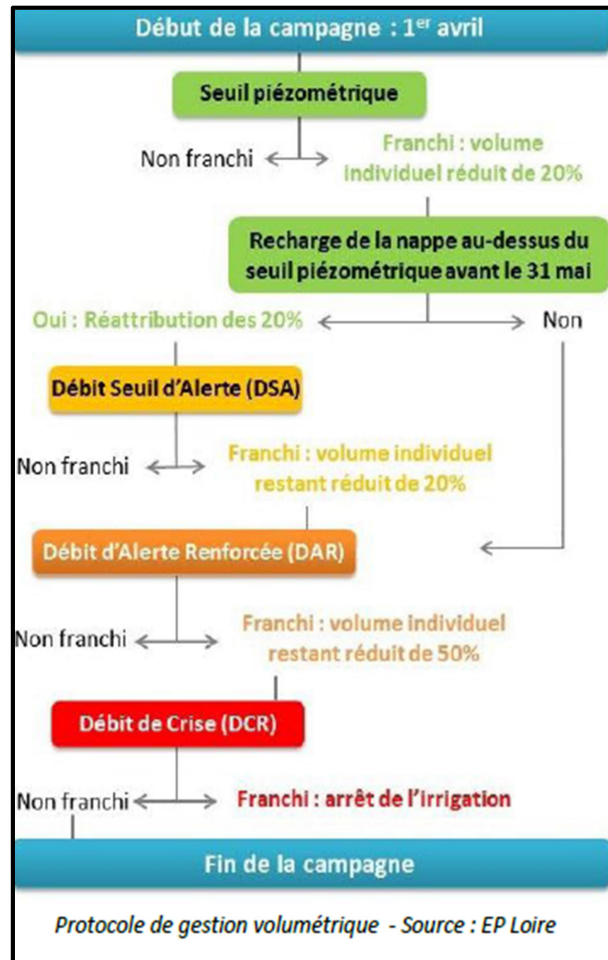 Début de la campagne : 1er avril
Seuil piézométrique
Non franchi
Franchi : volume
individuel réduit de 20%
Recharge de la nappe au-dessus du
seuil piézométrique avant le 31 mai
Oui : Réattribution des 20%
Non
Débit Seuil d'Alerte (DSA)
Non franchi
Franchi : volume individuel
restant réduit de 20%
Débit d'Alerte Renforcée (DAR)
Non franchi
Franchi : volume individuel
restant réduit de 50%
Débit de Crise (DCR)
Non franchi
Franchi : arrêt de l'irrigation
Fin de la campagne
Protocole de gestion volumétrique - Source : EP Loire